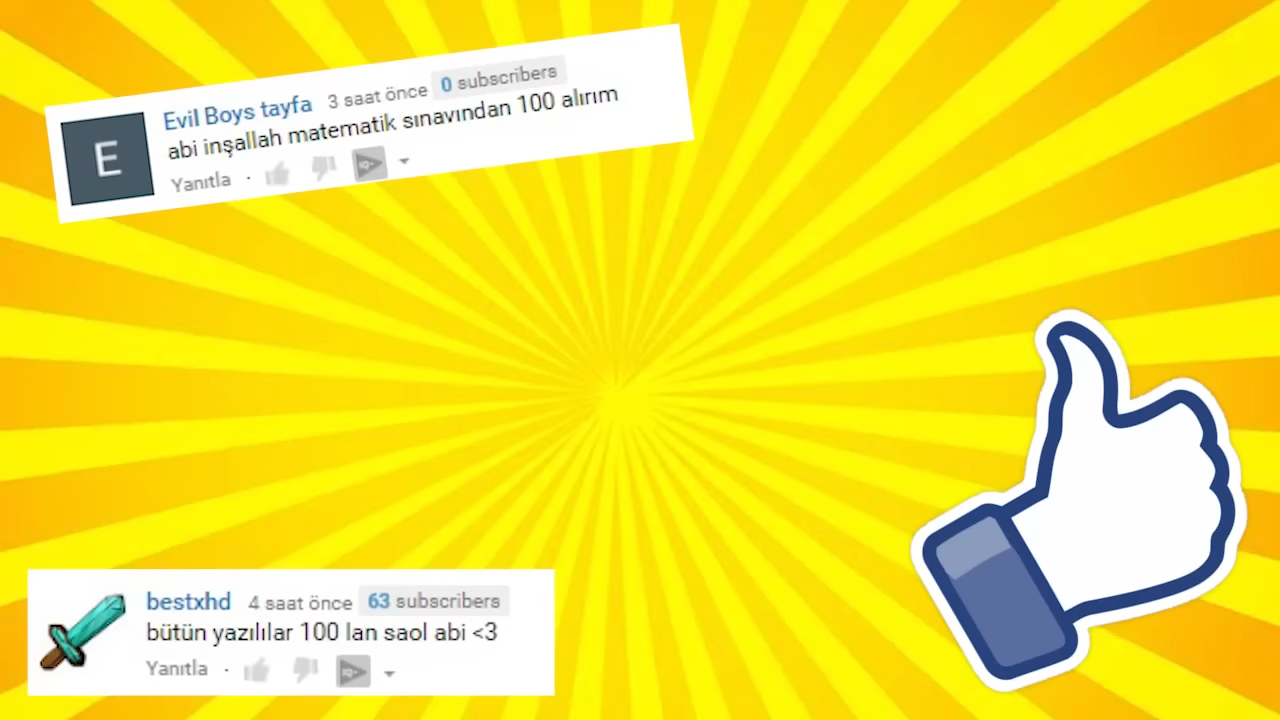 E
Evil Boys tayfa 3 saat önce 0 subscribers
abi inşallah matematik sınavından 100 alırım
Yanıtla ·
bestxhd 4 saat önce 63 subscribers
bütün yazılılar 100 lan saol abi <3
Yanıtla ·